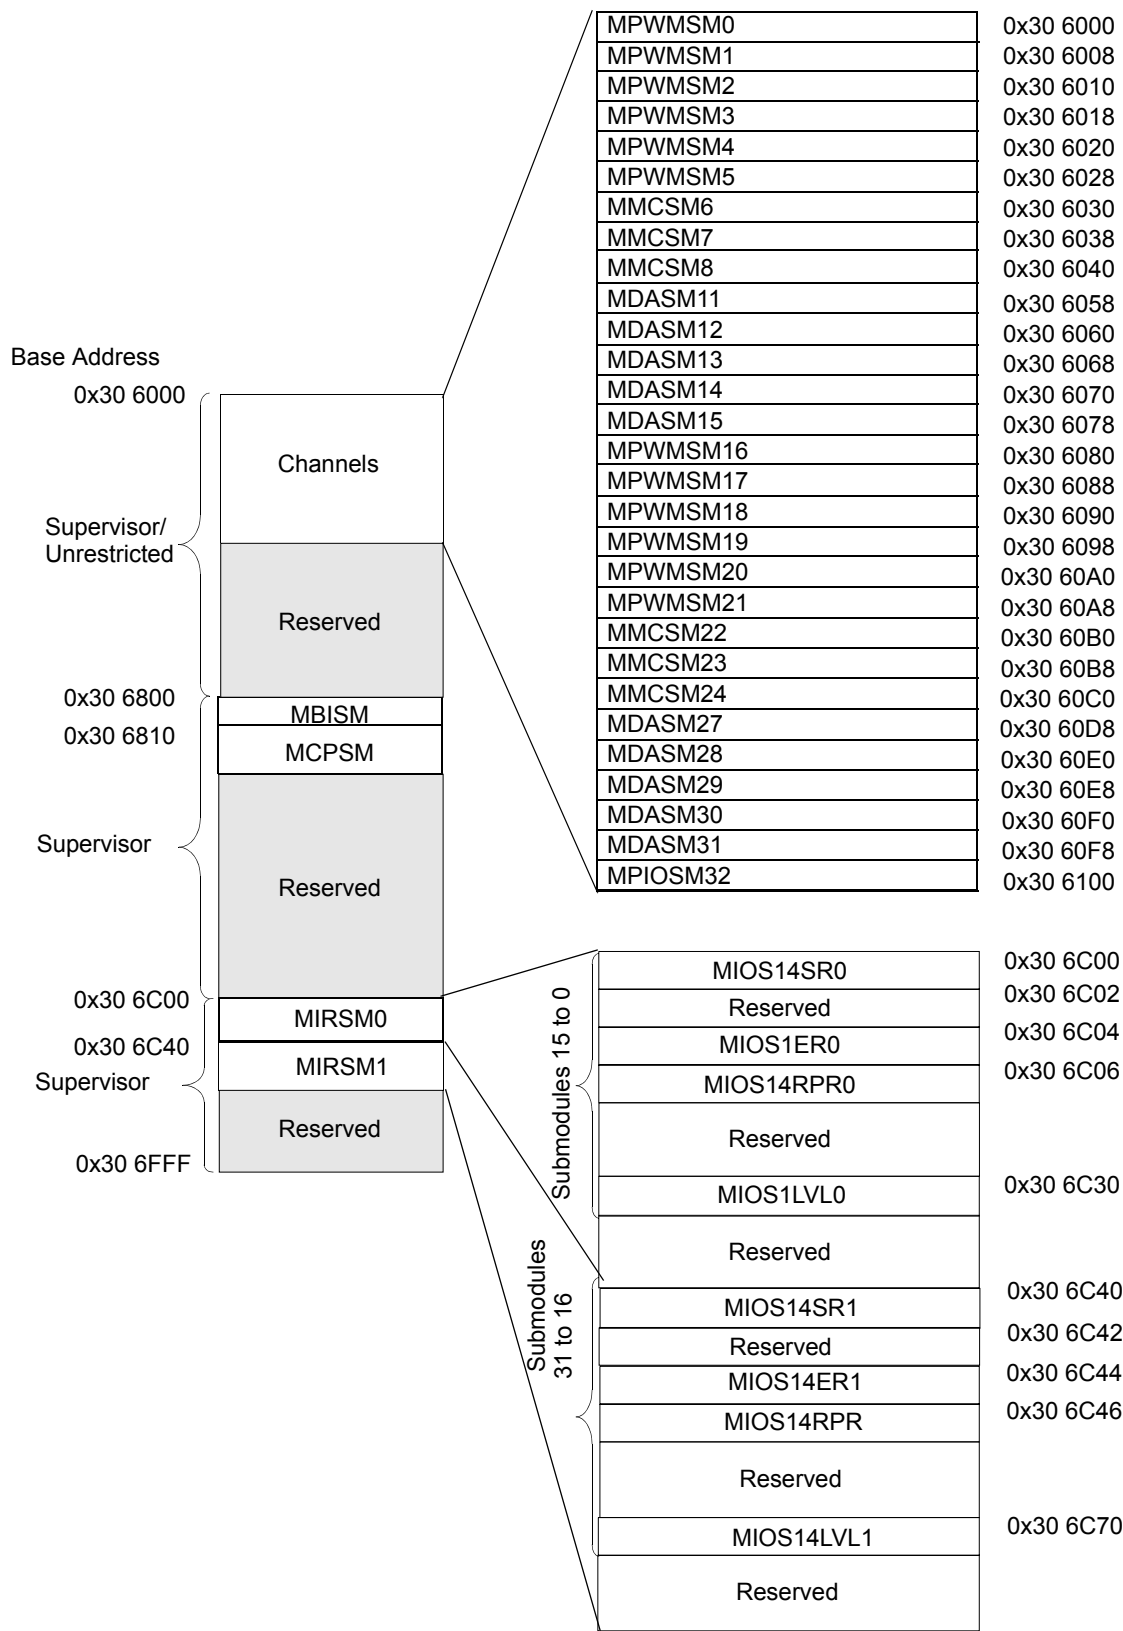 MPWMSM0 0x30 6000
MPWMSM1 0x30 6008
MPWMSM2 0x30 6010
MPWMSM3 0x30 6018
MPWMSM4 0x30 6020
MPWMSM5 0x30 6028
MMCSM6 0x30 6030
MMCSM7 0x30 6038
MMCSM8 0x30 6040
MDASM11 0x30 6058
MDASM12 0x30 6060
MDASM13 0x30 6068
MDASM14 0x30 6070
MDASM15 0x30 6078
MPWMSM16 0x30 6080
MPWMSM17 0x30 6088
MPWMSM18 0x30 6090
MPWMSM19 0x30 6098
MPWMSM20 0x30 60A0
MPWMSM21 0x30 60A8
MMCSM22 0x30 60B0
MMCSM23 0x30 60B8
MMCSM24 0x30 60C0
MDASM27 0x30 60D8
MDASM28 0x30 60E0
MDASM29 0x30 60E8
MDASM30 0x30 60F0
MDASM31 0x30 60F8
MPIOSM32 0x30 6100
Base Address
0x30 6000
Channels
Supervisor/
Unrestricted
Reserved
0x30 6800
MBISM
0x30 6810
MCPSM
Supervisor
Reserved
0x30 6C00
MIRSM0
0x30 6C40
MIRSM1
Supervisor
Reserved
0x30 6FFF
Submodules 15 to 0
MIOS14SR0 0x30 6C00
Reserved 0x30 6C02
MIOS1ER0 0x30 6C04
MIOS14RPR0 0x30 6C06
Reserved
MIOS1LVL0 0x30 6C30
Reserved
Submodules
31 to 16
MIOS14SR1 0x30 6C40
Reserved 0x30 6C42
MIOS14ER1 0x30 6C44
MIOS14RPR 0x30 6C46
Reserved
MIOS14LVL1 0x30 6C70
Reserved